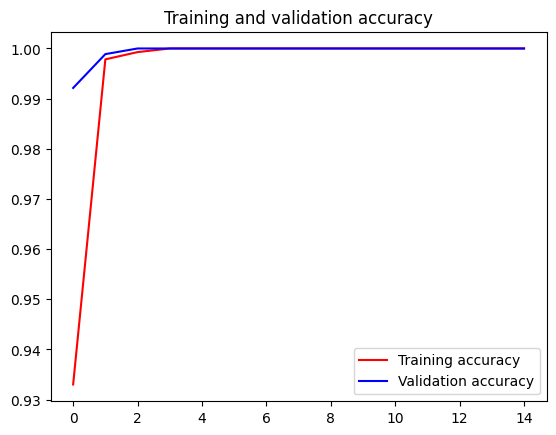 Training and validation accuracy
1.00
0.99
0.98
0.97
0.96
0.95
0.94
0.93
Training accuracy
Validation accuracy
0 2 4 6 8 10 12 14